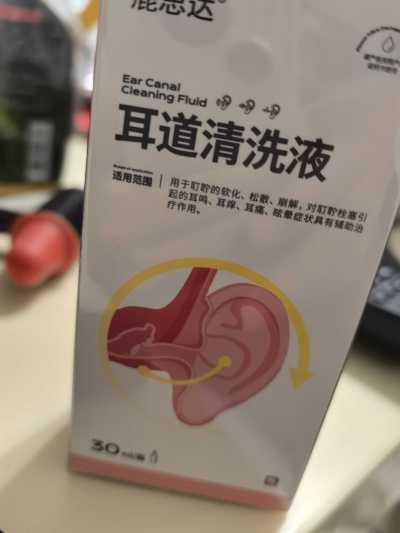 思达®
Ear Canal
Cleaning Fluid
耳道清洗液
适用范围
用于耵聍的软化、松散、崩解,对耵聍栓塞引
起的耳鸣、耳痒、耳痛、眩晕症状具有辅助治
疗作用。
30